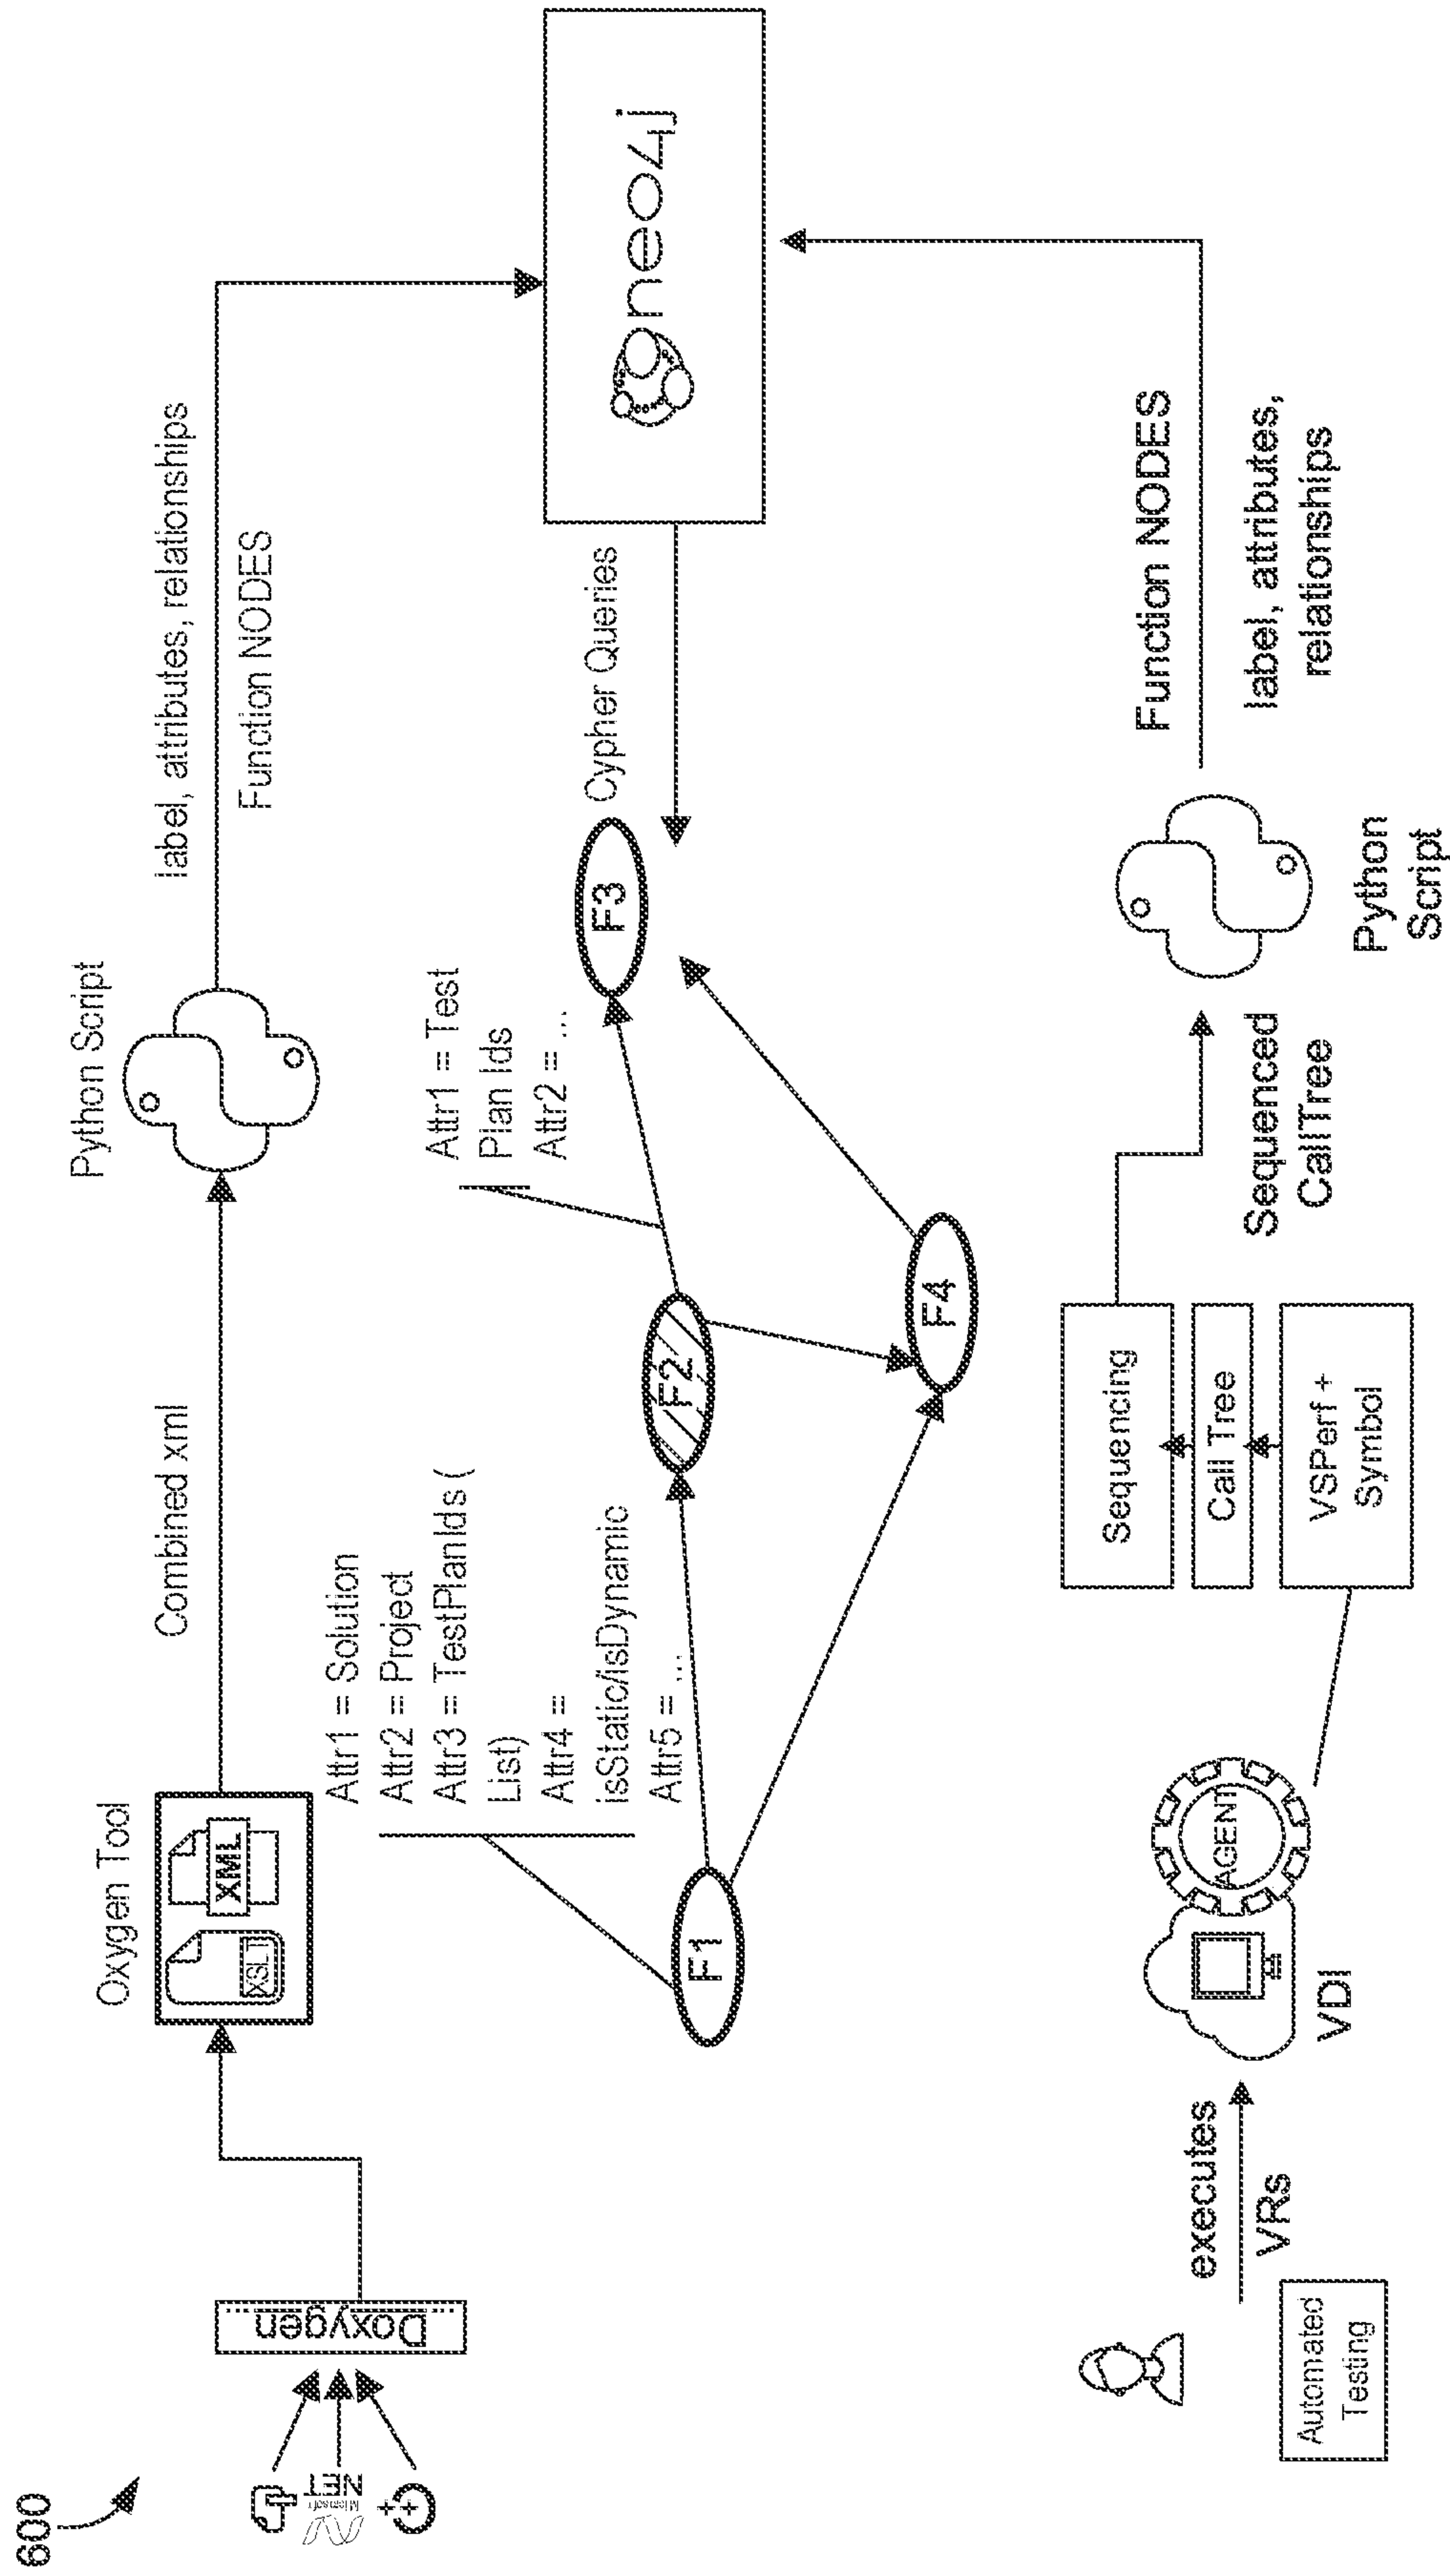 600
Microsoft
NET
Doxygen
Oxygen Tool
XSLT
XML
Combined xml
Python Script
label, attributes, relationships
Function NODES
neo4j
Cypher Queries
Attr1 = Solution
Attr2 = Project
Attr3 = TestPlanIds (
List)
Attr4 =
isStatic/isDynamic
Attr5 = ...
Attr1 = Test
Plan Ids
Attr2 = ...
F1
F2
F3
F4
Automated
Testing
executes
VRs
AGENT
VDI
Sequencing
Call Tree
VSPerf +
Symbol
Sequenced
CallTree
Python
Script
Function NODES
label, attributes,
relationships